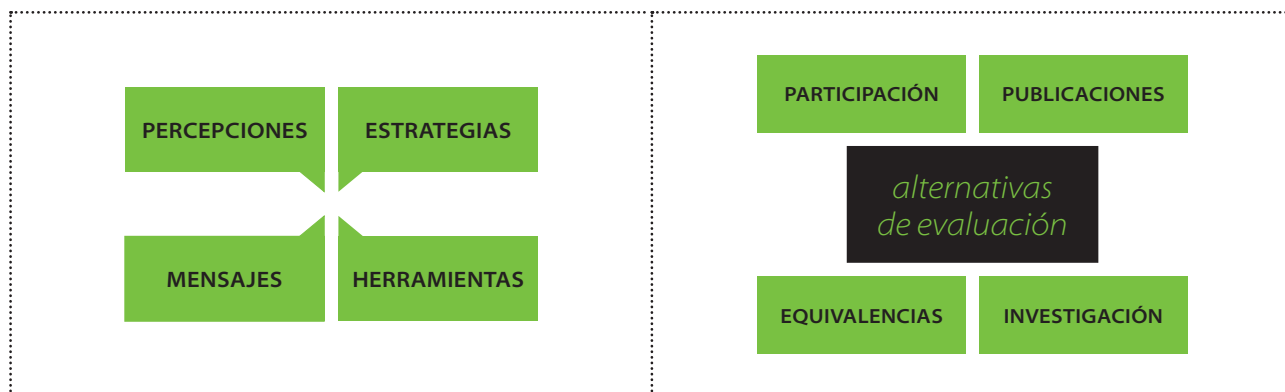 PERCEPCIONES
ESTRATEGIAS
MENSAJES
HERRAMIENTAS
PARTICIPACIÓN
PUBLICACIONES
alternativas
de evaluación
EQUIVALENCIAS
INVESTIGACIÓN